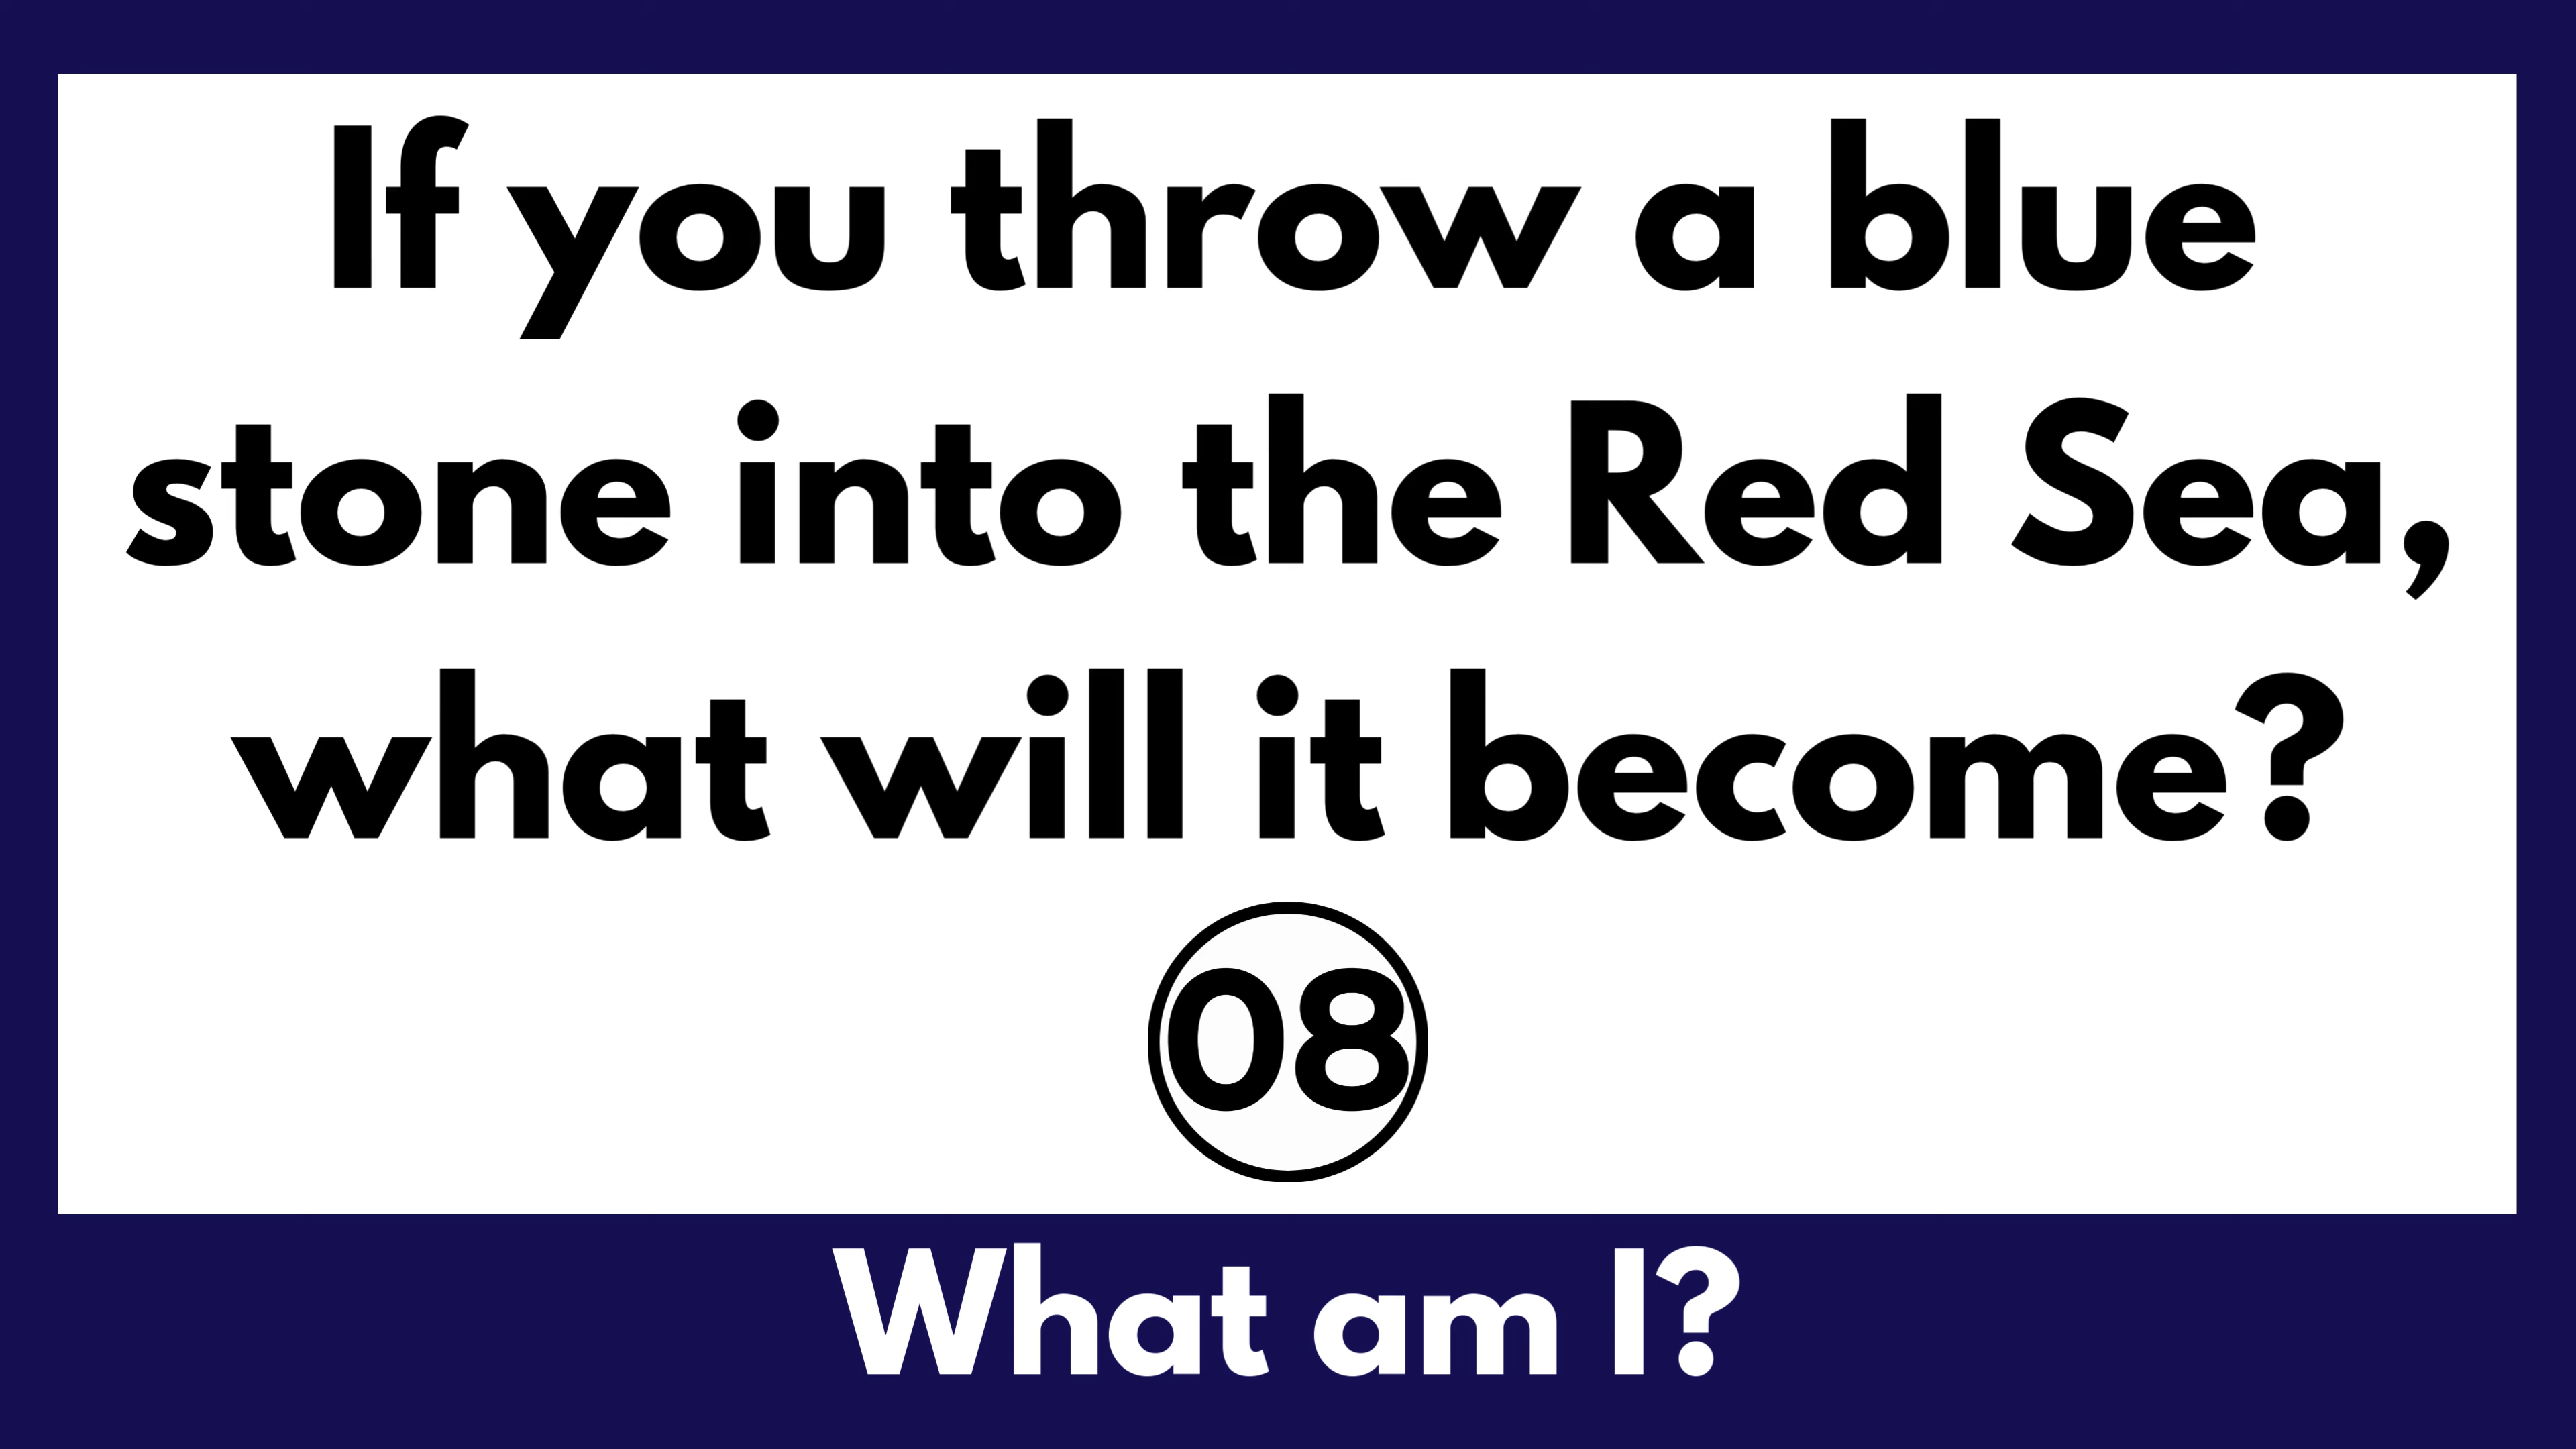 If you throw a blue
stone into the Red Sea,
what will it become?
08
What am I?